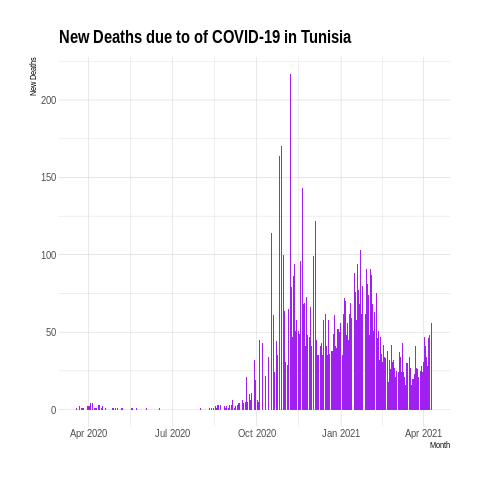 New Deaths due to of COVID-19 in Tunisia
New Deaths
200
150
100
50
0
Apr 2020 Jul 2020 Oct 2020 Jan 2021 Apr 2021
Month